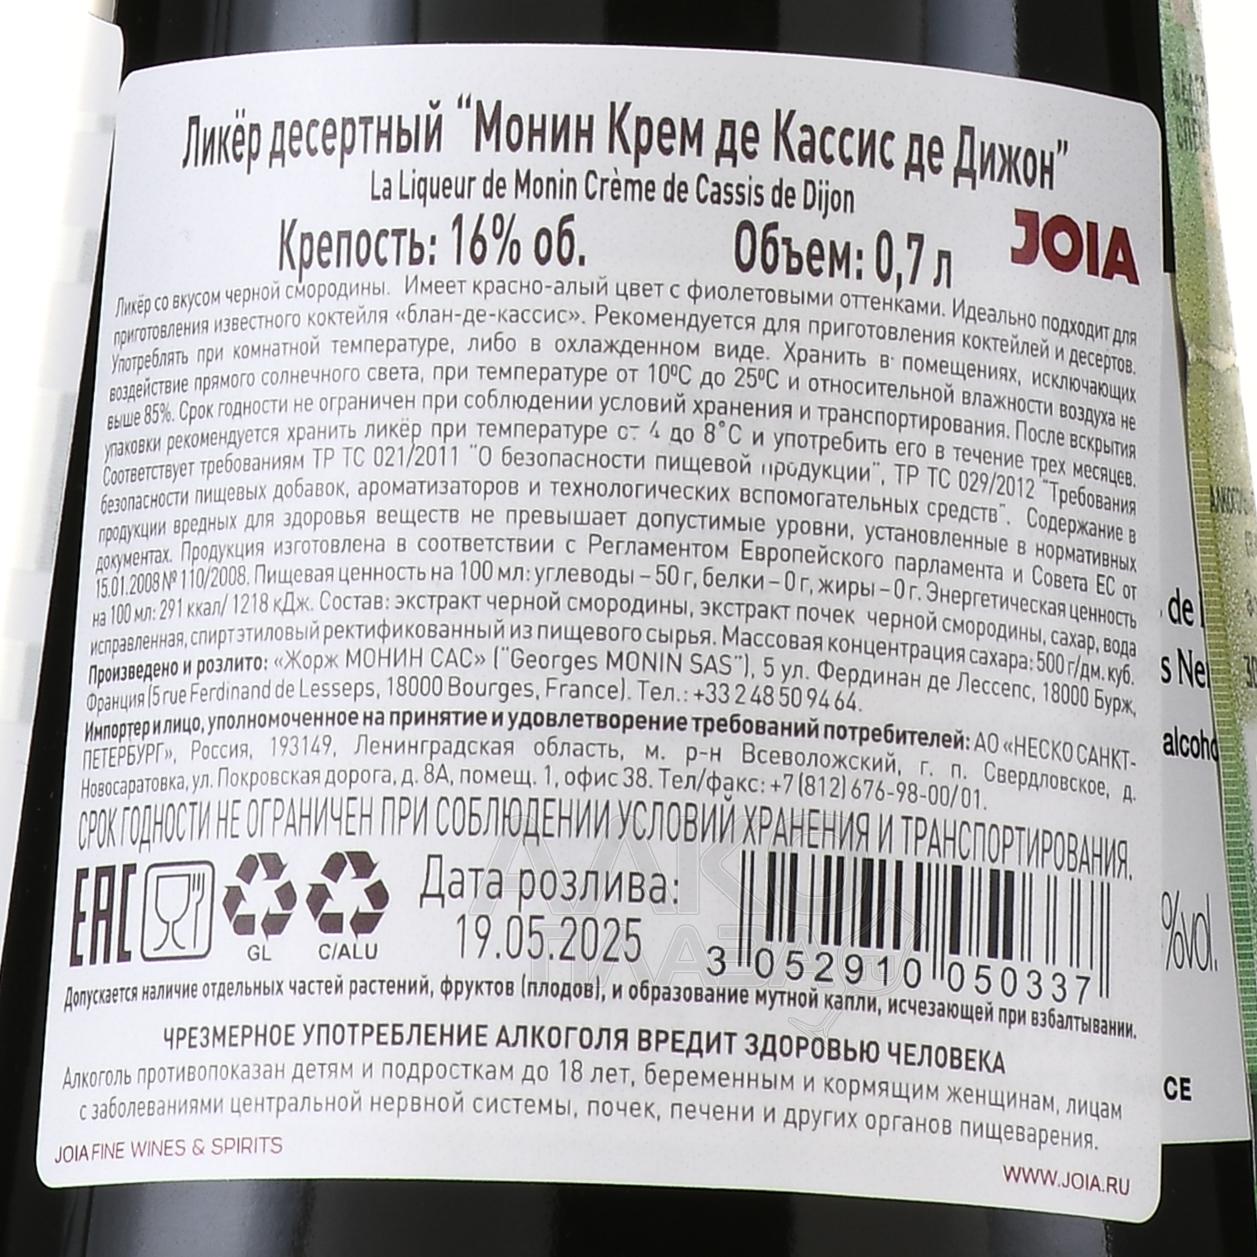 Ликёр десертный “Монин Крем де Кассис де Дижон”
La Liqueur de Monin Crème de Cassis de Dijon
Крепость: 16% об. Объем: 0,7 л JOIA
Ликёр со вкусом черной смородины. Имеет красно-алый цвет с фиолетовыми оттенками. Идеально подходит для
приготовления известного коктейля «блан-де-кассис». Рекомендуется для приготовления коктейлей и десертов.
Употреблять при комнатной температуре, либо в охлажденном виде. Хранить в помещениях, исключающих
воздействие прямого солнечного света, при температуре от 10⁰С до 25⁰С и относительной влажности воздуха не
выше 85%. Срок годности не ограничен при соблюдении условий хранения и транспортирования. После вскрытия
упаковки рекомендуется хранить ликёр при температуре от 4 до 8˚С и употребить его в течение трех месяцев.
Соответствует требованиям ТР ТС 021/2011 "О безопасности пищевой продукции", ТР ТС 029/2012 "Требования
безопасности пищевых добавок, ароматизаторов и технологических вспомогательных средств". Содержание в
продукции вредных для здоровья веществ не превышает допустимые уровни, установленные в нормативных
документах. Продукция изготовлена в соответствии с Регламентом Европейского парламента и Совета ЕС от
15.01.2008 № 110/2008. Пищевая ценность на 100 мл: углеводы – 50 г, белки – 0 г, жиры – 0 г. Энергетическая ценность
на 100 мл: 291 ккал/ 1218 кДж. Состав: экстракт черной смородины, экстракт почек черной смородины, сахар, вода
исправленная, спирт этиловый ректификованный из пищевого сырья. Массовая концентрация сахара: 500 г/дм. куб.
Произведено и розлито: «Жорж МОНИН САС» ("Georges MONIN SAS"), 5 ул. Фердинан де Лессепс, 18000 Бурж,
Франция (5 rue Ferdinand de Lesseps, 18000 Bourges, France). Тел.: +33 2 48 50 94 64.
Импортер и лицо, уполномоченное на принятие и удовлетворение требований потребителей: АО «НЕСКО САНКТ-
ПЕТЕРБУРГ», Россия, 193149, Ленинградская область, м. р-н Всеволожский, г. п. Свердловское, д.
Новосаратовка, ул. Покровская дорога, д. 8А, помещ. 1, офис 38. Тел/факс: +7 (812) 676-98-00/01.
СРОК ГОДНОСТИ НЕ ОГРАНИЧЕН ПРИ СОБЛЮДЕНИИ УСЛОВИЙ ХРАНЕНИЯ И ТРАНСПОРТИРОВАНИЯ.
EAC GL C/ALU
Дата розлива:
19.05.2025
3 052910 050337
Допускается наличие отдельных частей растений, фруктов (плодов), и образование мутной капли, исчезающей при взбалтывании.
ЧРЕЗМЕРНОЕ УПОТРЕБЛЕНИЕ АЛКОГОЛЯ ВРЕДИТ ЗДОРОВЬЮ ЧЕЛОВЕКА
Алкоголь противопоказан детям и подросткам до 18 лет, беременным и кормящим женщинам, лицам
с заболеваниями центральной нервной системы, почек, печени и других органов пищеварения.
JOIA FINE WINES & SPIRITS
WWW.JOIA.RU
de
s Ne
alcoho
%vol.
CE